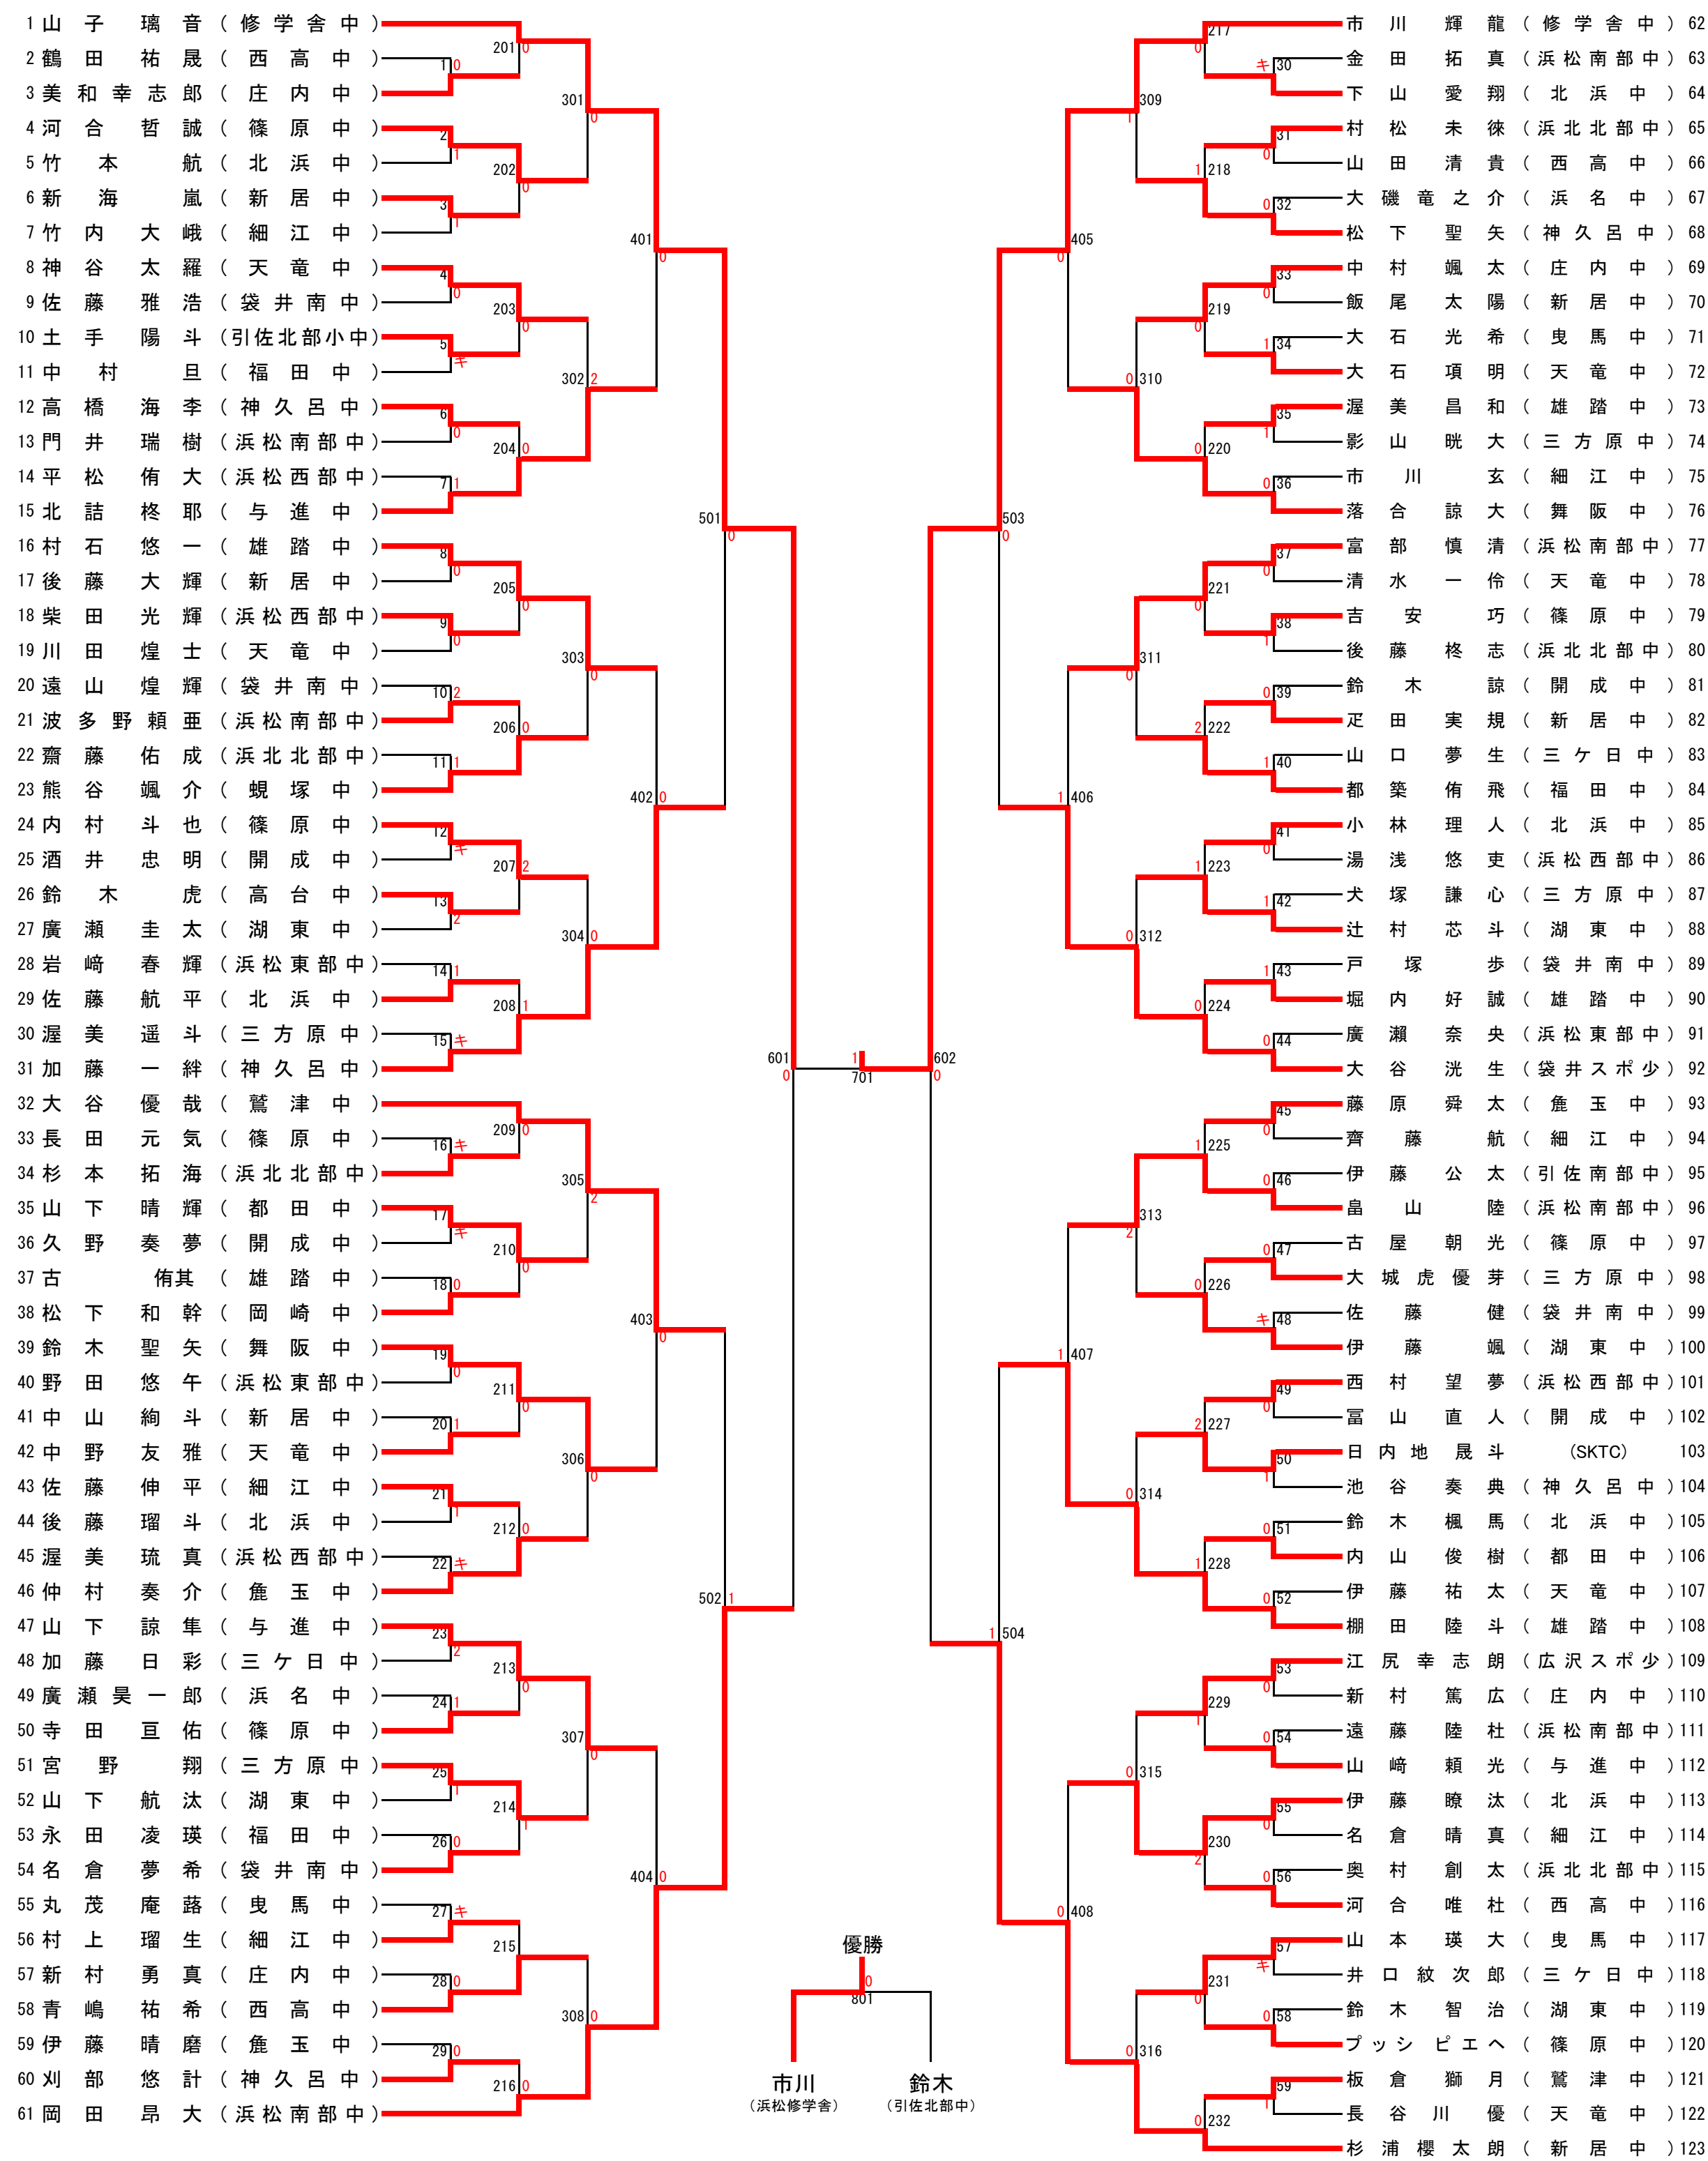 1 山子 璃音 (修学舎中)
2 鶴田 祐晟 (西高中)
3 美和幸志郎 (庄内中)
4 河合 哲誠 (篠原中)
5 竹本 航 (北浜中)
6 新海 嵐 (新居中)
7 竹内 大峨 (細江中)
8 神谷 太羅 (天竜中)
9 佐藤 雅浩 (袋井南中)
10 土手 陽斗 (引佐北部小中)
11 中村 旦 (福田中)
12 高橋 海李 (神久呂中)
13 門井 瑞樹 (浜松南部中)
14 平松 侑大 (浜松西部中)
15 北詰 柊耶 (与進中)
16 村石 悠一 (雄踏中)
17 後藤 大輝 (新居中)
18 柴田 光輝 (浜松西部中)
19 川田 煌士 (天竜中)
20 遠山 煌輝 (袋井南中)
21 波多野頼亜 (浜松南部中)
22 齋藤 佑成 (浜北北部中)
23 熊谷 颯介 (蜆塚中)
24 内村 斗也 (篠原中)
25 酒井 忠明 (開成中)
26 鈴木 虎 (高台中)
27 廣瀬 圭太 (湖東中)
28 岩﨑 春輝 (浜松東部中)
29 佐藤 航平 (北浜中)
30 渥美 遥斗 (三方原中)
31 加藤 一絆 (神久呂中)
32 大谷 優哉 (鷲津中)
33 長田 元気 (篠原中)
34 杉本 拓海 (浜北北部中)
35 山下 晴輝 (都田中)
36 久野 奏夢 (開成中)
37 古 侑其 (雄踏中)
38 松下 和幹 (岡崎中)
39 鈴木 聖矢 (舞阪中)
40 野田 悠午 (浜松東部中)
41 中山 絢斗 (新居中)
42 中野 友雅 (天竜中)
43 佐藤 伸平 (細江中)
44 後藤 瑠斗 (北浜中)
45 渥美 琉真 (浜松西部中)
46 仲村 奏介 (麁玉中)
47 山下 諒隼 (与進中)
48 加藤 日彩 (三ケ日中)
49 廣瀬昊一郎 (浜名中)
50 寺田 亘佑 (篠原中)
51 宮野 翔 (三方原中)
52 山下 航汰 (湖東中)
53 永田 凌瑛 (福田中)
54 名倉 夢希 (袋井南中)
55 丸茂 庵蕗 (曳馬中)
56 村上 瑠生 (細江中)
57 新村 勇真 (庄内中)
58 青嶋 祐希 (西高中)
59 伊藤 晴磨 (麁玉中)
60 刈部 悠計 (神久呂中)
61 岡田 昂大 (浜松南部中)
市川 輝龍 (修学舎中) 62
金田 拓真 (浜松南部中) 63
下山 愛翔 (北浜中) 64
村松 未徠 (浜北北部中) 65
山田 清貴 (西高中) 66
大磯竜之介 (浜名中) 67
松下 聖矢 (神久呂中) 68
中村 颯太 (庄内中) 69
飯尾 太陽 (新居中) 70
大石 光希 (曳馬中) 71
大石 項明 (天竜中) 72
渥美 昌和 (雄踏中) 73
影山 晄大 (三方原中) 74
市川 玄 (細江中) 75
落合 諒大 (舞阪中) 76
富部 慎清 (浜松南部中) 77
清水 一伶 (天竜中) 78
吉安 巧 (篠原中) 79
後藤 柊志 (浜北北部中) 80
鈴木 諒 (開成中) 81
疋田 実規 (新居中) 82
山口 夢生 (三ケ日中) 83
都築 侑飛 (福田中) 84
小林 理人 (北浜中) 85
湯浅 悠吏 (浜松西部中) 86
犬塚 謙心 (三方原中) 87
辻村 芯斗 (湖東中) 88
戸塚 歩 (袋井南中) 89
堀内 好誠 (雄踏中) 90
廣瀨 奈央 (浜松東部中) 91
大谷 洸生 (袋井スポ少) 92
藤原 舜太 (麁玉中) 93
齊藤 航 (細江中) 94
伊藤 公太 (引佐南部中) 95
畠山 陸 (浜松南部中) 96
古屋 朝光 (篠原中) 97
大城虎優芽 (三方原中) 98
佐藤 健 (袋井南中) 99
伊藤 颯 (湖東中) 100
西村 望夢 (浜松西部中) 101
冨山 直人 (開成中) 102
日内地 晟斗 (SKTC) 103
池谷 奏典 (神久呂中) 104
鈴木 楓馬 (北浜中) 105
内山 俊樹 (都田中) 106
伊藤 祐太 (天竜中) 107
棚田 陸斗 (雄踏中) 108
江尻幸志朗 (広沢スポ少) 109
新村 篤広 (庄内中) 110
遠藤 陸杜 (浜松南部中) 111
山﨑 頼光 (与進中) 112
伊藤 瞭汰 (北浜中) 113
名倉 晴真 (細江中) 114
奥村 創太 (浜北北部中) 115
河合 唯杜 (西高中) 116
山本 瑛大 (曳馬中) 117
井口紋次郎 (三ケ日中) 118
鈴木 智治 (湖東中) 119
プッシ ピエヘ (篠原中) 120
板倉 獅月 (鷲津中) 121
長谷川 優 (天竜中) 122
杉浦櫻太朗 (新居中) 123
601 0
1 701
602 0
優勝
0 801
市川 鈴木
(浜松修学舎) (引佐北部中)